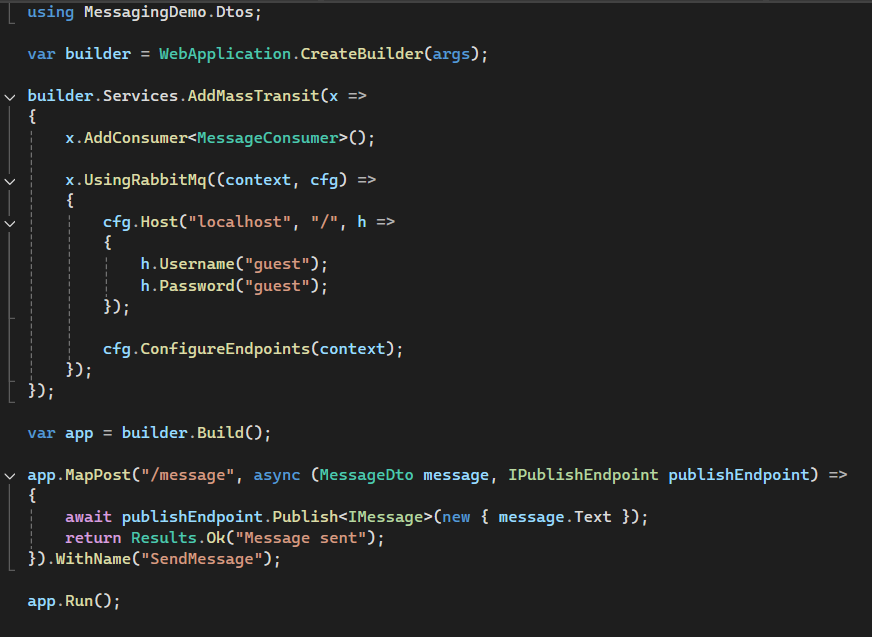 using MessagingDemo.Dtos;
var builder = WebApplication.CreateBuilder(args);
builder.Services.AddMassTransit(x =>
{
    x.AddConsumer<MessageConsumer>();
    x.UsingRabbitMq((context, cfg) =>
    {
        cfg.Host("localhost", "/", h =>
        {
            h.Username("guest");
            h.Password("guest");
        });
        cfg.ConfigureEndpoints(context);
    });
});
var app = builder.Build();
app.MapPost("/message", async (MessageDto message, IPublishEndpoint publishEndpoint) =>
{
    await publishEndpoint.Publish<IMessage>(new { message.Text });
    return Results.Ok("Message sent");
}).WithName("SendMessage");
app.Run();